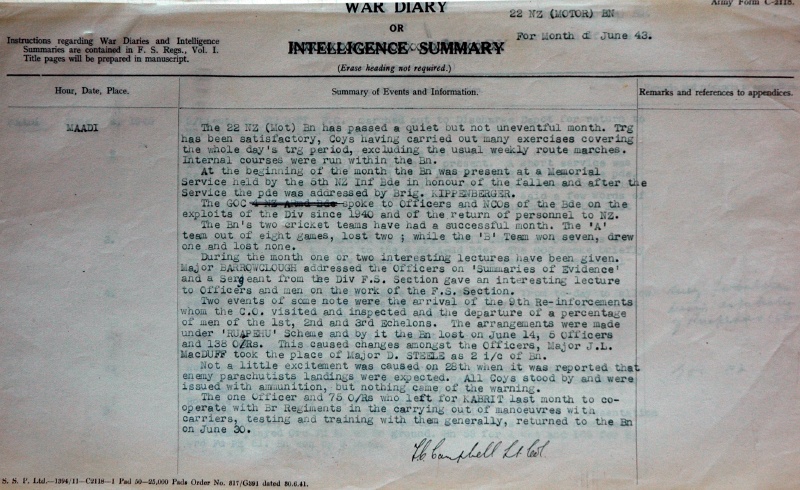 WAR DIARY
OR
INTELLIGENCE SUMMARY
(Erase heading not required.)
Army Form C-2118.
22 NZ (MOTOR) BN
For Month of June 43.
Instructions regarding War Diaries and Intelligence
Summaries are contained in F. S. Regs., Vol. I.
Title pages will be prepared in manuscript.
Hour, Date, Place.
Summary of Events and Information.
Remarks and references to appendices.
MAADI
The 22 NZ (Mot) Bn has passed a quiet but not uneventful month. Trg
has been satisfactory, Coys having carried out many exercises covering
the whole day's trg period, excluding the usual weekly route marches.
Internal courses were run within the Bn.
At the beginning of the month the Bn was present at a Memorial
Service held by the 5th NZ Inf Bde in honour of the fallen and after the
Service the pde was addressed by Brig. KIPPENBERGER.
The GOC 4 NZ Armd Bde spoke to Officers and NCOs of the Bde on the
exploits of the Div since 1940 and of the return of personnel to NZ.
The Bn's two cricket teams have had a successful month. The 'A'
team out of eight games, lost two ; while the 'B' Team won seven, drew
one and lost none.
During the month one or two interesting lectures have been given.
Major BARROWCLOUGH addressed the Officers on 'Summaries of Evidence'
and a Sergeant from the Div F.S. Section gave an interesting lecture
to Officers and men on the work of the F.S. Section.
Two events of some note were the arrival of the 9th Re-inforcements
whom the C.O. visited and inspected and the departure of a percentage
of men of the 1st, 2nd and 3rd Echelons. The arrangements were made
under 'RUAPEHU' Scheme and by it the Bn lost on June 14, 5 Officers
and 138 O/Rs. This caused changes amongst the Officers, Major J.L.
MacDUFF took the place of Major D. STEELE as 2 i/c of Bn.
Not a little excitement was caused on 28th when it was reported that
enemy parachutists landings were expected. All Coys stood by and were
issued with ammunition, but nothing came of the warning.
The one Officer and 75 O/Rs who left for KABRIT last month to co-
operate with Br Regiments in the carrying out of manoeuvres with
carriers, testing and training with them generally, returned to the Bn
on June 30.
Campbell Lt Col
S. S. P. Ltd.—1394/11—C2118—1 Pad 50—25,000 Pads Order No. 817/G391 dated 30.6.41.